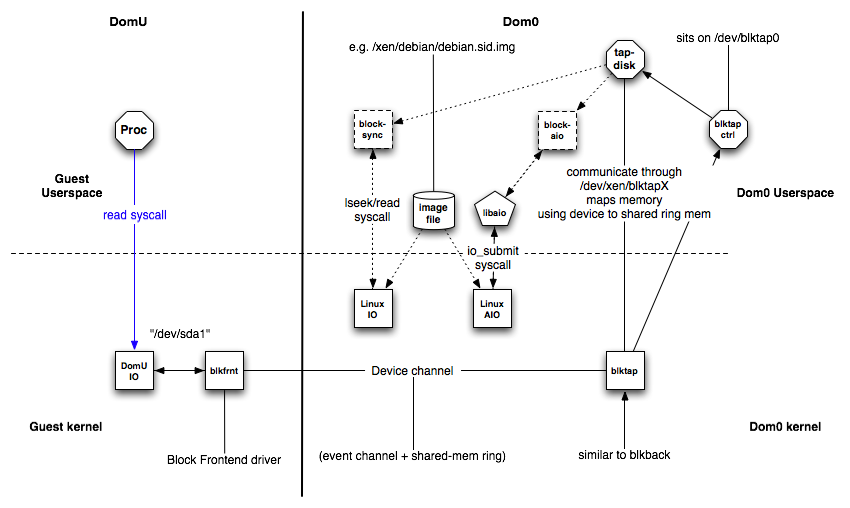 DomU
Dom0
sits on /dev/blktap0
e.g. /xen/debian/debian.sid.img
tap-
disk
Proc
block-
sync
block-
aio
blktap
ctrl
Guest
Userspace
communicate through
/dev/xen/blktapX
maps memory
using device to shared ring mem
Dom0 Userspace
read syscall
lseek/read
syscall
image
file
libaio
io_submit
syscall
Linux
IO
Linux
AIO
"/dev/sda1"
DomU
IO
blkfrnt
Device channel
blktap
Guest kernel
Dom0 kernel
Block Frontend driver
(event channel + shared-mem ring)
similar to blkback